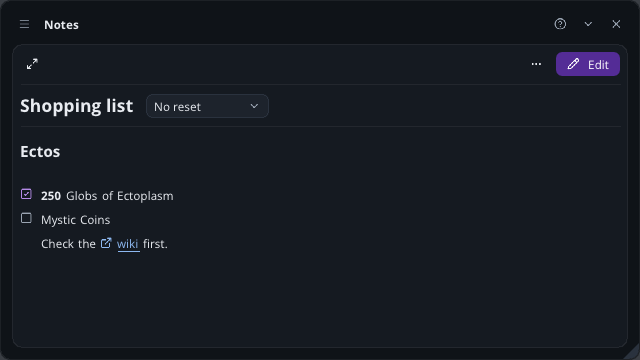 Notes
Edit
Shopping list
No reset
Ectos
250 Globs of Ectoplasm
Mystic Coins
Check the wiki first.